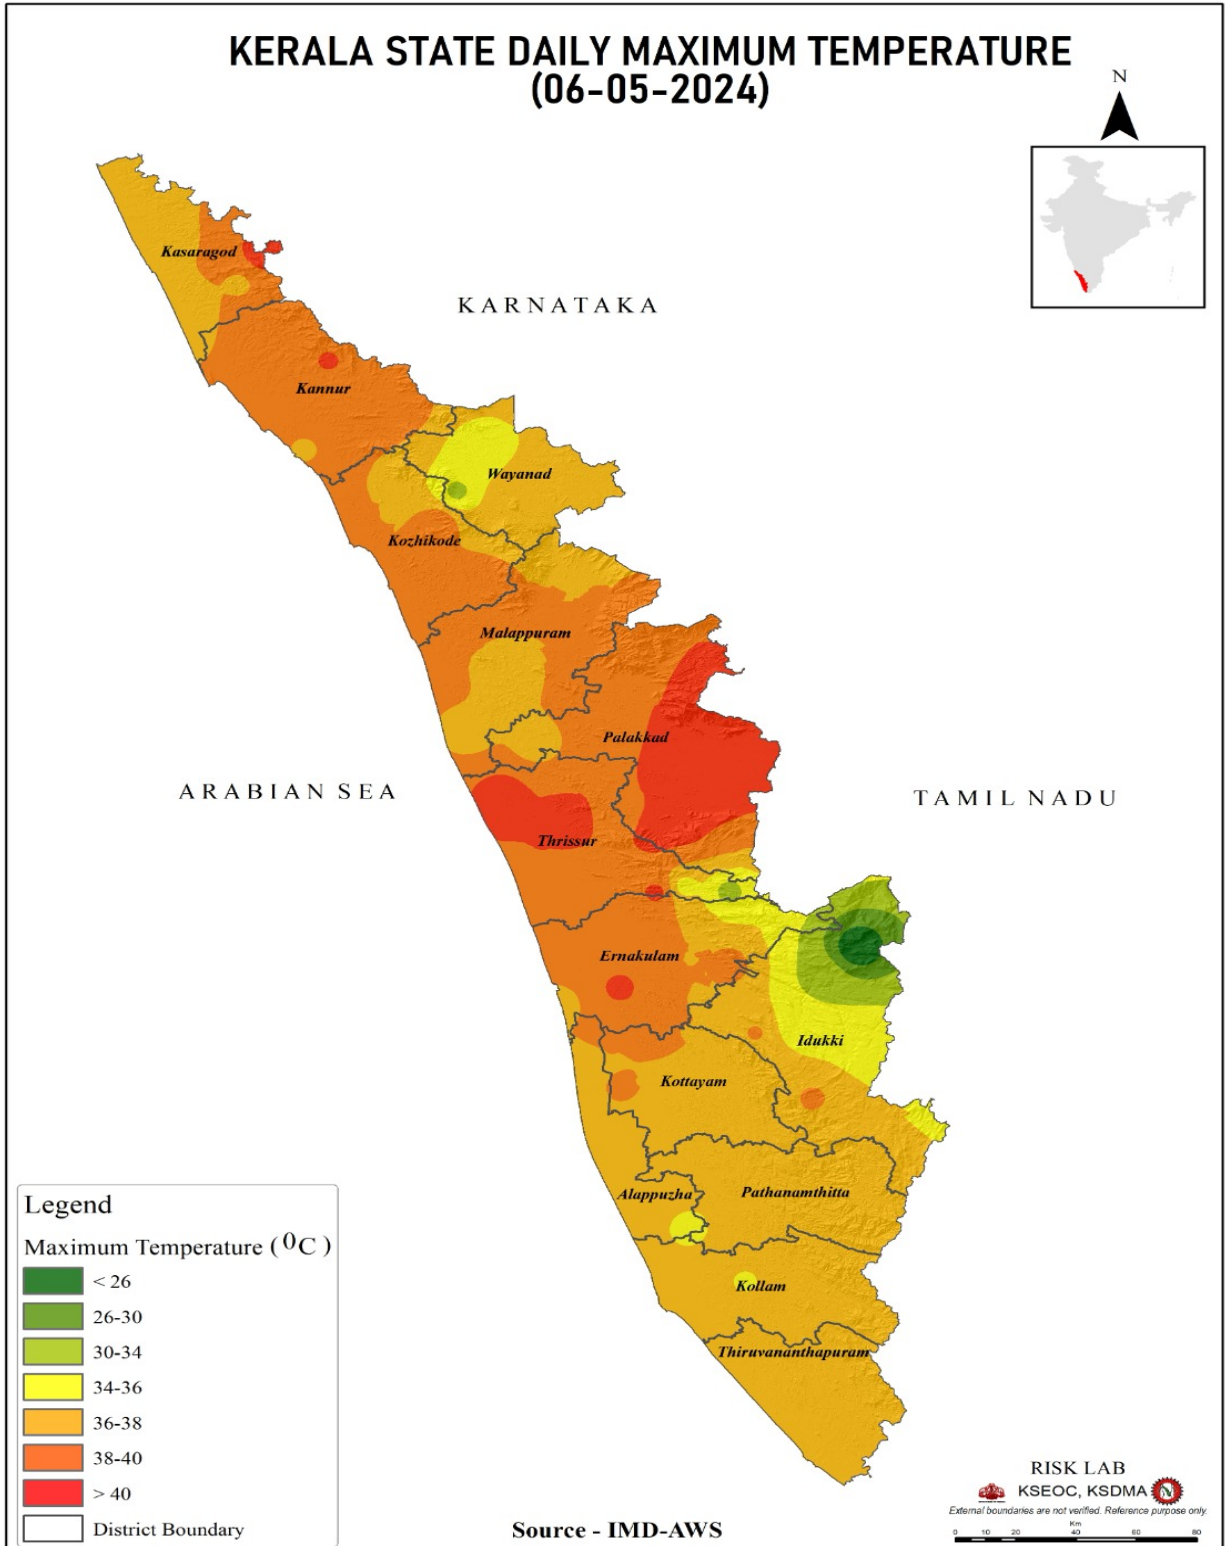 KERALA STATE DAILY MAXIMUM TEMPERATURE
(06-05-2024)
N
Kasaragod
KARNATAKA
Kannur
Wayanad
Kozhikode
Malappuram
Palakkad
ARABIAN SEA
TAMIL NADU
Thrissur
Ernakulam
Idukki
Kottayam
Alappuzha
Pathanamthitta
Kollam
Thiruvananthapuram
Legend
Maximum Temperature (⁰C )
< 26
26-30
30-34
34-36
36-38
38-40
> 40
District Boundary
Source - IMD-AWS
RISK LAB
KSEOC, KSDMA
External boundaries are not verified. Reference purpose only.
Km
0 10 20 40 60 80